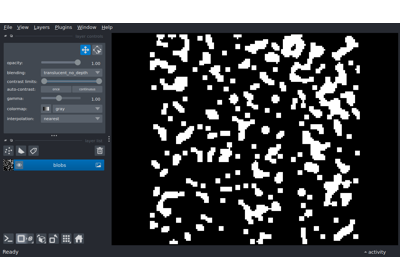 File View Layers Plugins Window Help
opacity: 1.00
blending: translucent_no_depth
contrast limits:
auto-contrast: once continuous
gamma: 1.00
colormap: gray
interpolation: nearest
blobs
Ready activity